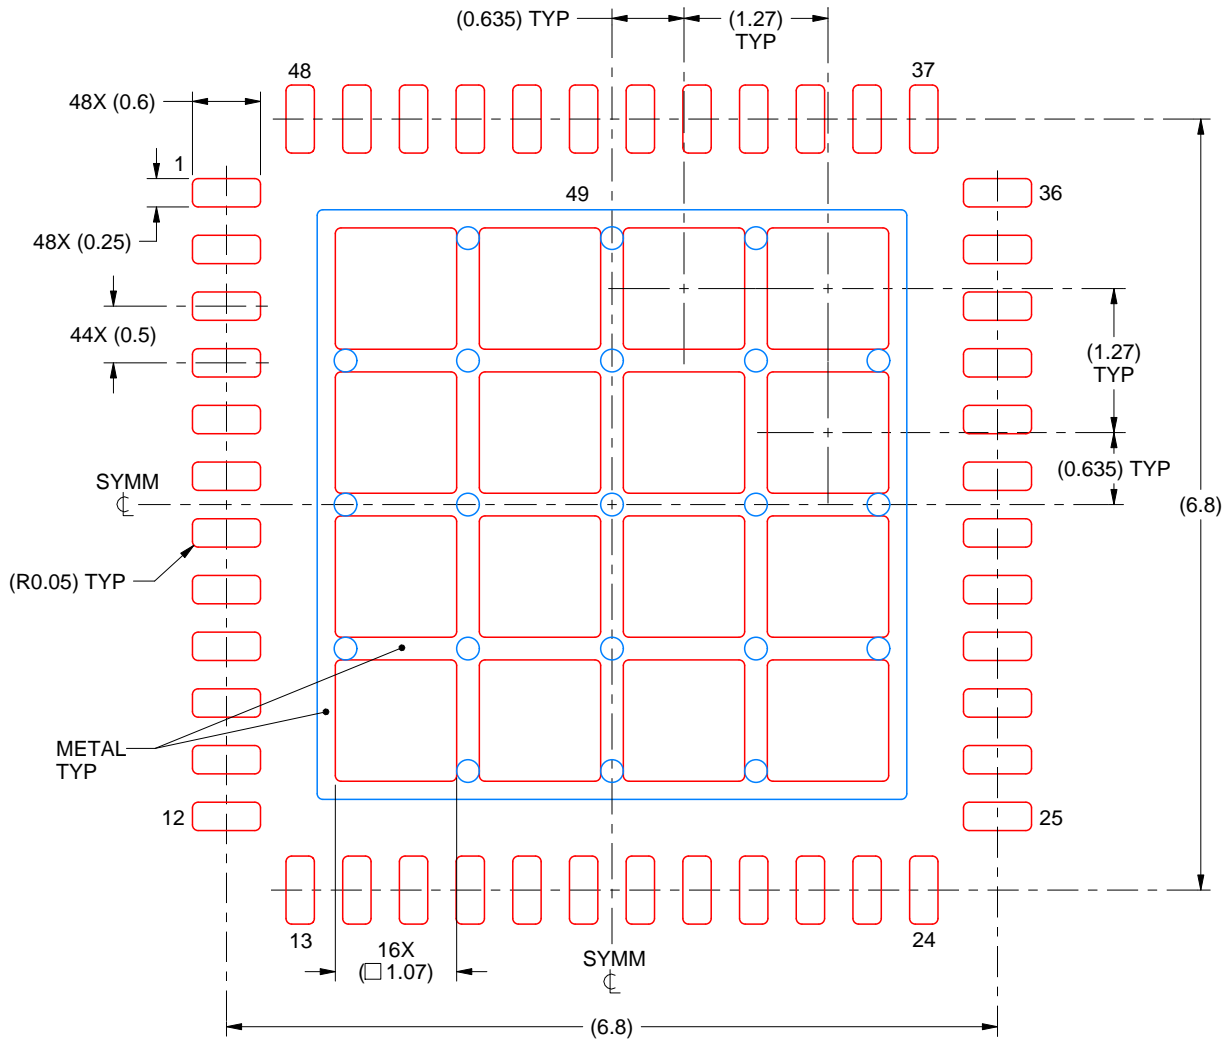 (0.635) TYP
(1.27)
TYP
48
37
48X (0.6)
1
49
36
48X (0.25)
44X (0.5)
(1.27)
TYP
(0.635) TYP
SYMM
℄
(6.8)
(R0.05) TYP
METAL
TYP
12
25
13
24
16X
(□ 1.07)
SYMM
℄
(6.8)